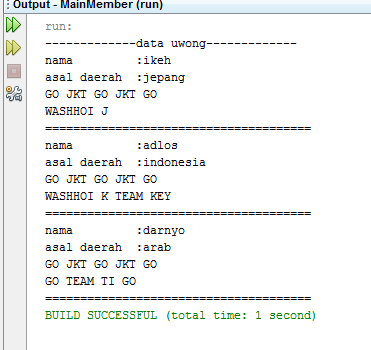 Output - MainMember (run)
run:
-------------data uwong-------------
nama         :ikeh
asal daerah  :jepang
GO JKT GO JKT GO
WASHHOI J
======================================
nama         :adlos
asal daerah  :indonesia
GO JKT GO JKT GO
WASHHOI K TEAM KEY
======================================
nama         :darnyo
asal daerah  :arab
GO JKT GO JKT GO
GO TEAM TI GO
======================================
BUILD SUCCESSFUL (total time: 1 second)